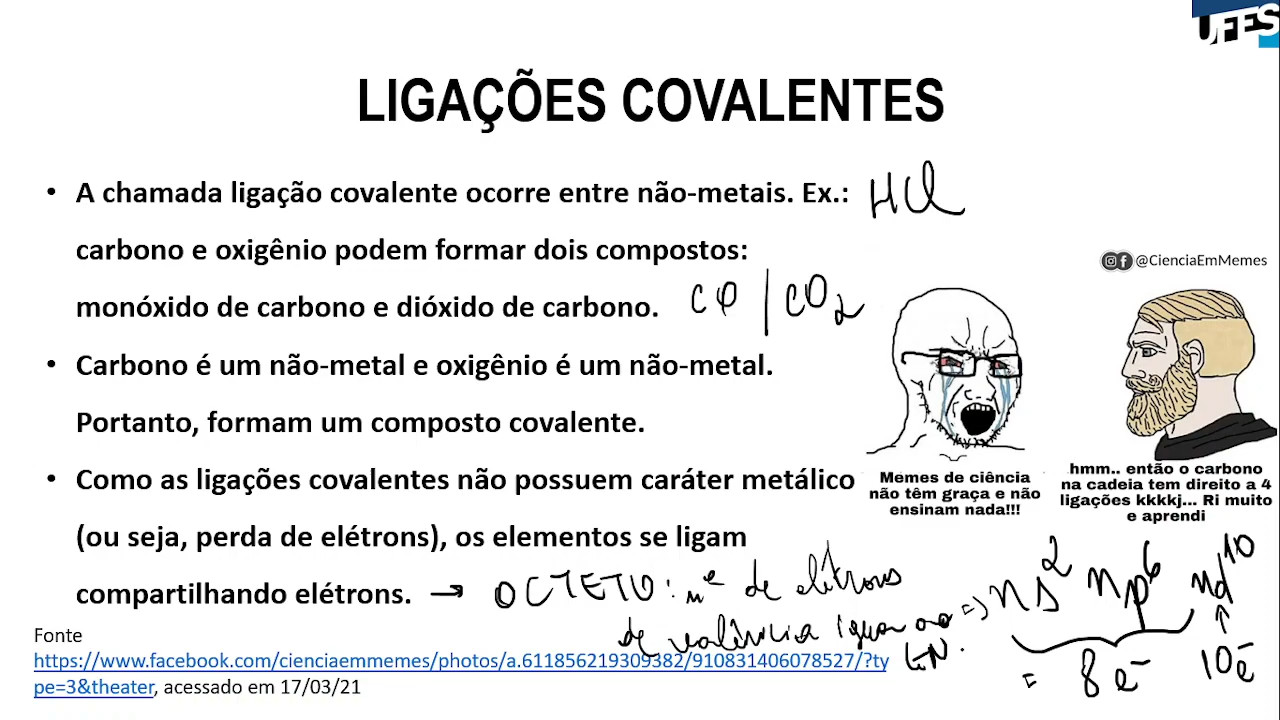 UFES
LIGAÇÕES COVALENTES
• A chamada ligação covalente ocorre entre não-metais. Ex.: HCl
carbono e oxigênio podem formar dois compostos:
monóxido de carbono e dióxido de carbono. CO | CO2
• Carbono é um não-metal e oxigênio é um não-metal.
Portanto, formam um composto covalente.
• Como as ligações covalentes não possuem caráter metálico
(ou seja, perda de elétrons), os elementos se ligam
compartilhando elétrons. → OCTETO: nº de elétrons
de valência igual ao G.N. => ns² np⁶ nd¹⁰
= 8e⁻
↑
10e⁻
@CienciaEmMemes
Memes de ciência
não têm graça e não
ensinam nada!!!
hmm.. então o carbono
na cadeia tem direito a 4
ligações kkkkj... Ri muito
e aprendi
Fonte
https://www.facebook.com/cienciaemmemes/photos/a.611856219309382/910831406078527/?ty
pe=3&theater, acessado em 17/03/21